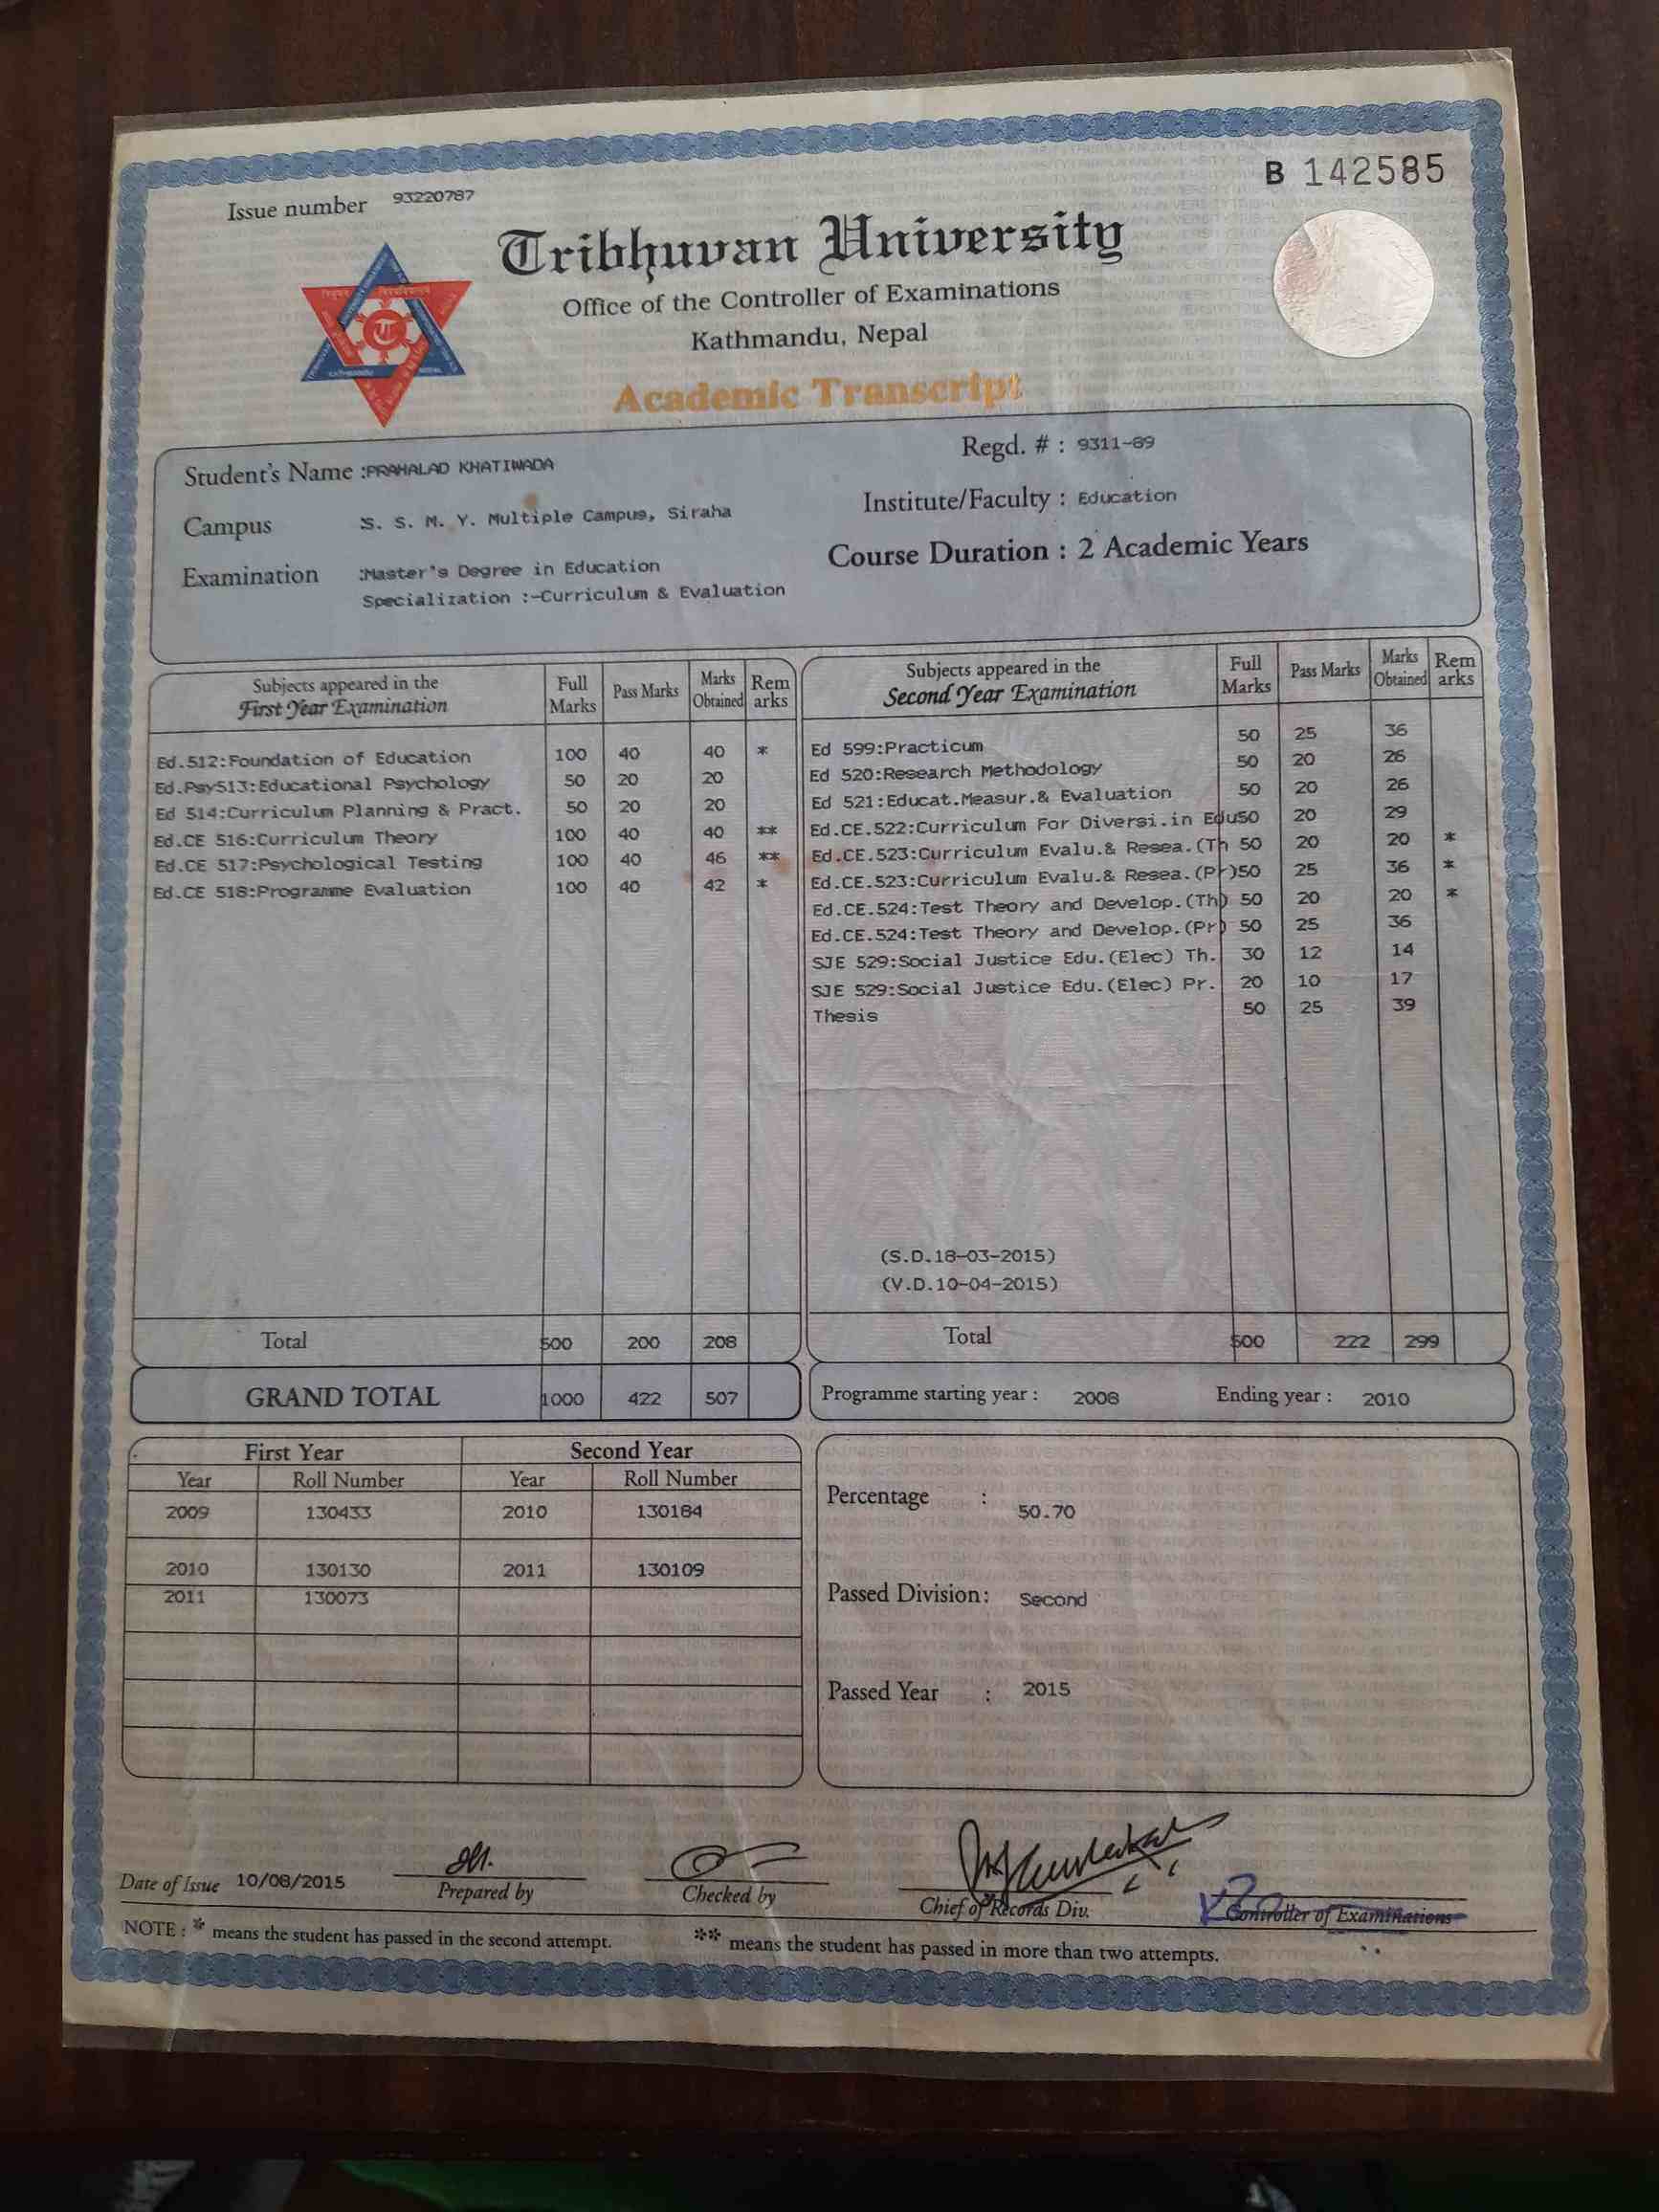 Issue number 93220787
B 142585
Tribhuvan University
Office of the Controller of Examinations
Kathmandu, Nepal
Academic Transcript
Student's Name :PRAHALAD KHATIWADA
Regd. # : 9311-89
Campus :S. S. M. Y. Multiple Campus, Siraha
Institute/Faculty : Education
Examination :Master's Degree in Education
Course Duration : 2 Academic Years
Specialization :-Curriculum & Evaluation
Subjects appeared in the First Year Examination Full Marks Pass Marks Marks Obtained Rem arks
Ed.512:Foundation of Education 100 40 40 *
Ed.Psy513:Educational Psychology 50 20 20
Ed 514:Curriculum Planning & Pract. 50 20 20
Ed.CE 516:Curriculum Theory 100 40 40 **
Ed.CE 517:Psychological Testing 100 40 46 **
Ed.CE 518:Programme Evaluation 100 40 42 *
Total 500 200 208
GRAND TOTAL 1000 422 507
Subjects appeared in the Second Year Examination Full Marks Pass Marks Marks Obtained Rem arks
Ed 599:Practicum 50 25 36
Ed 520:Research Methodology 50 20 26
Ed 521:Educat.Measur.& Evaluation 50 20 26
Ed.CE.522:Curriculum For Diversi.in Edu50 20 29
Ed.CE.523:Curriculum Evalu.& Resea.(Th 50 20 20 *
Ed.CE.523:Curriculum Evalu.& Resea.(Pr)50 25 36 *
Ed.CE.524:Test Theory and Develop.(Th) 50 20 20 *
Ed.CE.524:Test Theory and Develop.(Pr) 50 25 36
SJE 529:Social Justice Edu.(Elec) Th. 30 12 14
SJE 529:Social Justice Edu.(Elec) Pr. 20 10 17
Thesis 50 25 39
(S.D.18-03-2015)
(V.D.10-04-2015)
Total 500 222 299
Programme starting year : 2008 Ending year : 2010
First Year Second Year
Year Roll Number Year Roll Number
2009 130433 2010 130184
2010 130130 2011 130109
2011 130073
Percentage : 50.70
Passed Division: Second
Passed Year : 2015
Date of Issue 10/08/2015
Prepared by
Checked by
Chief of Records Div.
Controller of Examinations
NOTE : * means the student has passed in the second attempt. ** means the student has passed in more than two attempts.